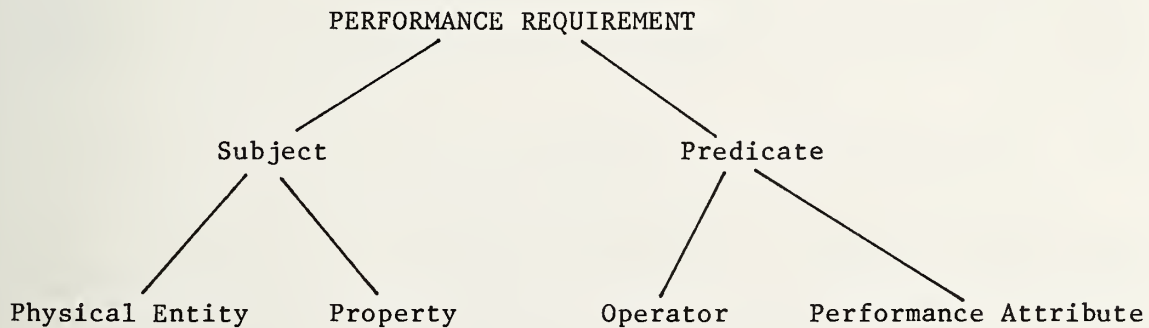 PERFORMANCE REQUIREMENT
Subject Predicate
Physical Entity Property Operator Performance Attribute